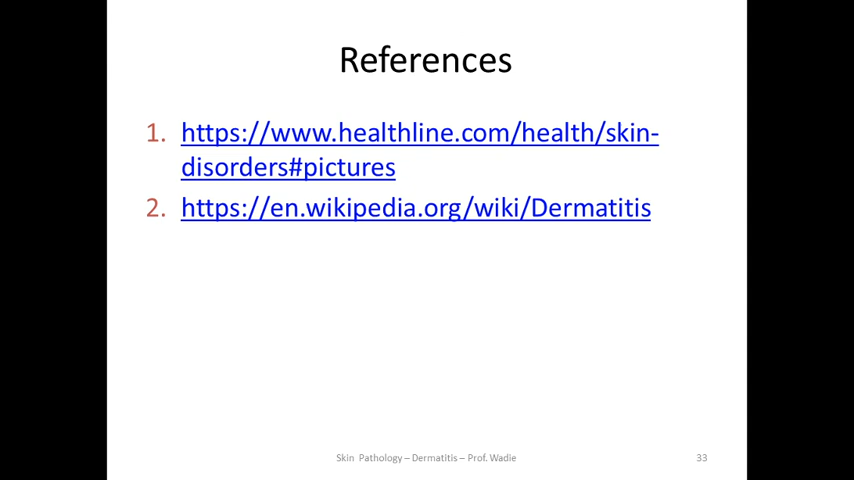 References
1. https://www.healthline.com/health/skin-
disorders#pictures
2. https://en.wikipedia.org/wiki/Dermatitis
Skin Pathology – Dermatitis – Prof. Wadie
33